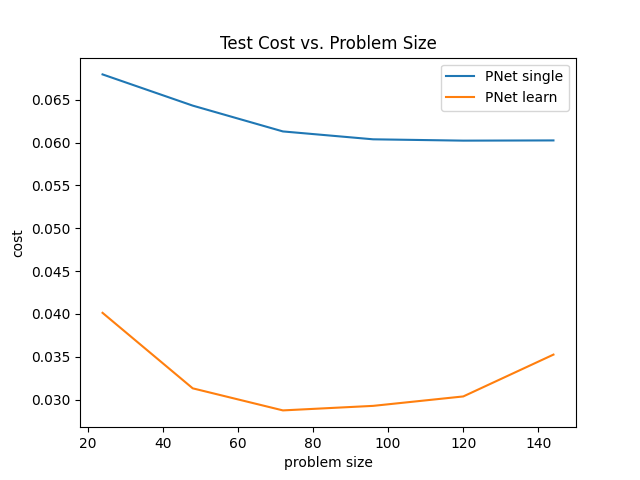 Test Cost vs. Problem Size
PNet single
PNet learn
cost
0.065
0.060
0.055
0.050
0.045
0.040
0.035
0.030
20 40 60 80 100 120 140
problem size